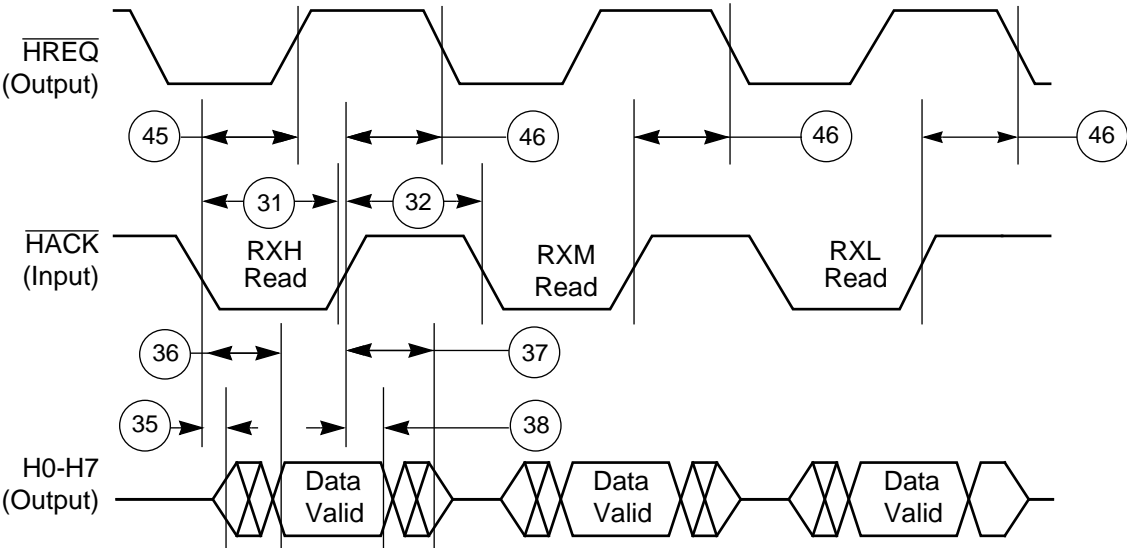 HREQ
(Output)
45
46
46
46
31
32
HACK
(Input)
RXH
Read
RXM
Read
RXL
Read
36
37
35
38
H0-H7
(Output)
Data
Valid
Data
Valid
Data
Valid